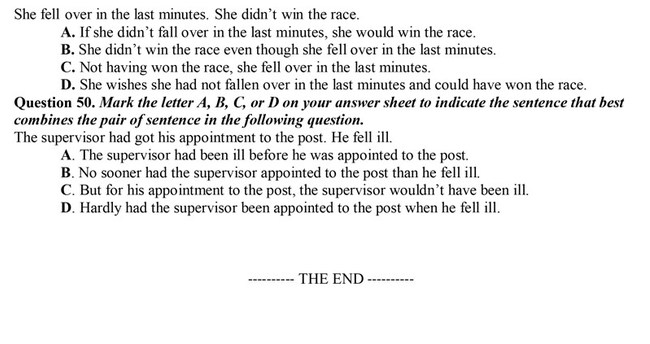 She fell over in the last minutes. She didn't win the race.
A. If she didn't fall over in the last minutes, she would win the race.
B. She didn't win the race even though she fell over in the last minutes.
C. Not having won the race, she fell over in the last minutes.
D. She wishes she had not fallen over in the last minutes and could have won the race.
Question 50. Mark the letter A, B, C, or D on your answer sheet to indicate the sentence that best
combines the pair of sentence in the following question.
The supervisor had got his appointment to the post. He fell ill.
A. The supervisor had been ill before he was appointed to the post.
B. No sooner had the supervisor appointed to the post than he fell ill.
C. But for his appointment to the post, the supervisor wouldn't have been ill.
D. Hardly had the supervisor been appointed to the post when he fell ill.
---------- THE END ----------